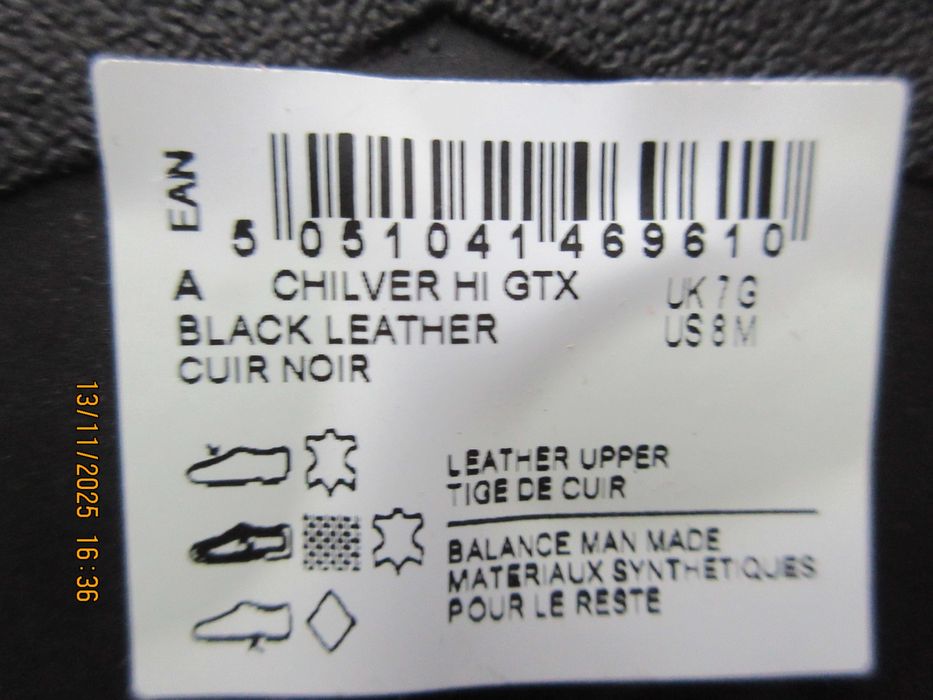 EAN
5 051041 469610
A CHILVER HI GTX UK 7 G
BLACK LEATHER US 8 M
CUIR NOIR
LEATHER UPPER
TIGE DE CUIR
BALANCE MAN MADE
MATERIAUX SYNTHETIQUES
POUR LE RESTE
13/11/2025 16:36